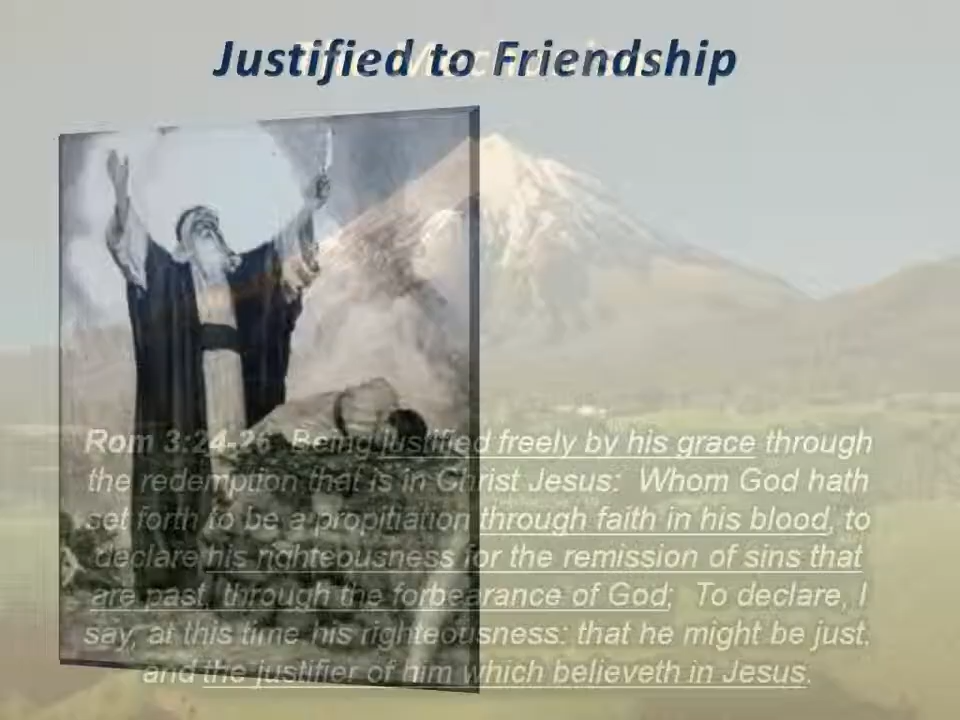 Justified to Friendship
Rom 3:24-26 Being justified freely by his grace through
the redemption that is in Christ Jesus: Whom God hath
set forth to be a propitiation through faith in his blood, to
declare his righteousness for the remission of sins that
are past, through the forbearance of God; To declare, I
say, at this time his righteousness: that he might be just,
and the justifier of him which believeth in Jesus.